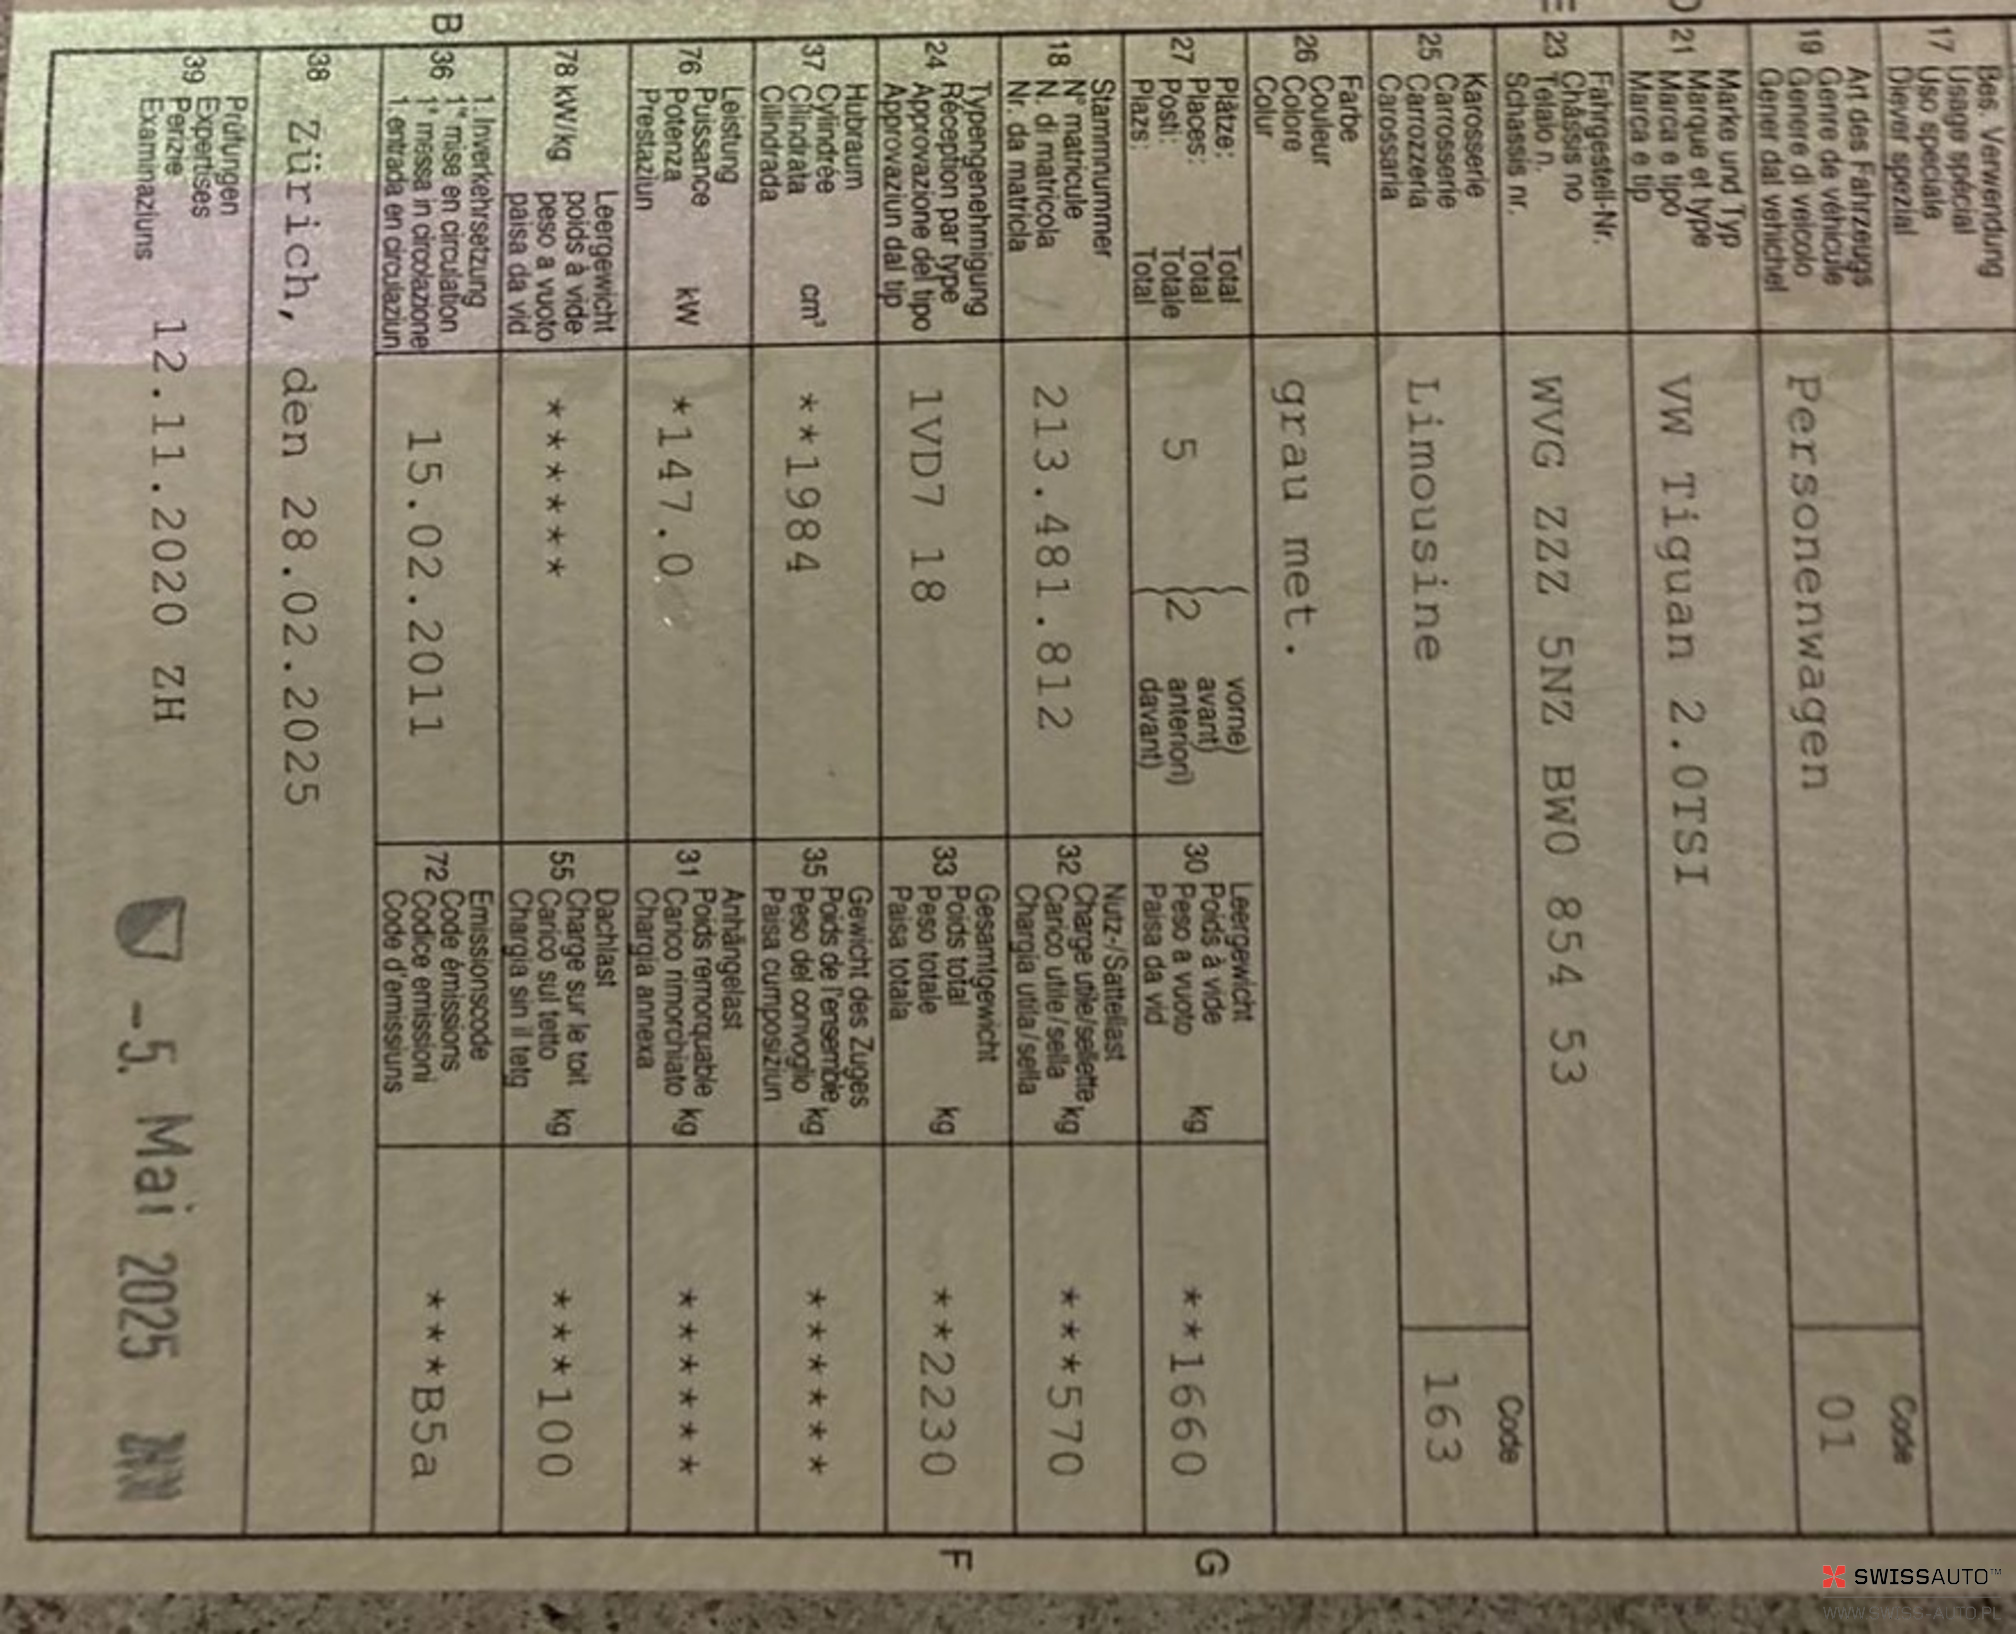 Bes. Verwendung
Usage spécial
17 Uso speciale
Diever spezial
Art des Fahrzeugs
Genre de véhicule
19 Genere di veicolo
Gener dal vehichel
Personenwagen
Code
01
Marke und Typ
Marque et type
21 Marca e tipo
Marca e tip
VW Tiguan 2.0TSI
Fahrgestell-Nr.
Châssis no
23 Telaio n.
Schassis nr.
WVG ZZZ 5NZ BW0 854 53
E
Karosserie
Carrosserie
25 Carrozzeria
Carossaria
Limousine
Code
163
Farbe
Couleur
26 Colore
Colur
grau met.
Plätze: Total
Places: Total
27 Posti: Totale
Plazs: Total
5
2
vorne)
avant)
anteriori)
davant)
Leergewicht
Poids à vide
30 Peso a vuoto kg
Paisa da vid
**1660
G
Stammnummer
N° matricule
18 N. di matricola
Nr. da matricla
213.481.812
Nutz-/Sattellast
Charge utile/sellette
32 Carico utile/sella kg
Chargia utila/sella
***570
Typengenehmigung
Réception par type
24 Approvazione del tipo
Approvaziun dal tip
1VD7 18
Gesamtgewicht
Poids total
33 Peso totale kg
Paisa totala
**2230
F
Hubraum
Cylindrée
37 Cilindrata cm³
Cilindrada
**1984
Gewicht des Zuges
Poids de l'ensemble
35 Peso del convoglio kg
Paisa cumposiziun
******
Leistung
Puissance
76 Potenza kW
Prestaziun
*147.0
Anhängelast
Poids remorquable
31 Carico rimorchiato kg
Chargia annexa
******
Leergewicht
poids à vide
78 kW/kg peso a vuoto
paisa da vid
******
Dachlast
Charge sur le toit
55 Carico sul tetto kg
Chargia sin il tetg
***100
B
1. Inverkehrsetzung
1re mise en circulation
36 1a messa in circolazione
1. entrada en circulaziun
15.02.2011
Emissionscode
Code émissions
72 Codice emissioni
Code d'emissiuns
***B5a
38 Zürich, den 28.02.2025
Prüfungen
Expertises
39 Perizie
Examinaziuns
12.11.2020 ZH
-5. Mai 2025
SWISSAUTO™
WWW.SWISS-AUTO.PL